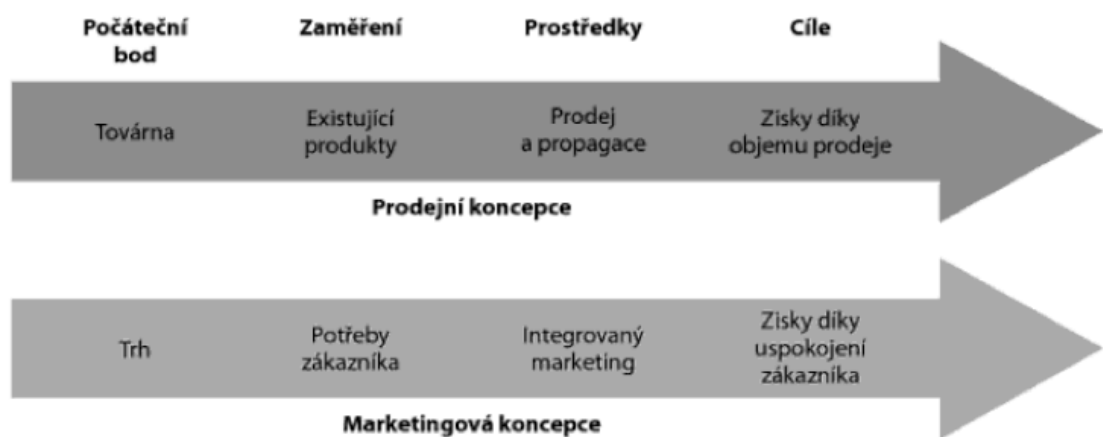 Počáteční
bod
Zaměření
Prostředky
Cíle
Továrna
Existující
produkty
Prodej
a propagace
Zisky díky
objemu prodeje
Prodejní koncepce
Trh
Potřeby
zákazníka
Integrovaný
marketing
Zisky díky
uspokojení
zákazníka
Marketingová koncepce